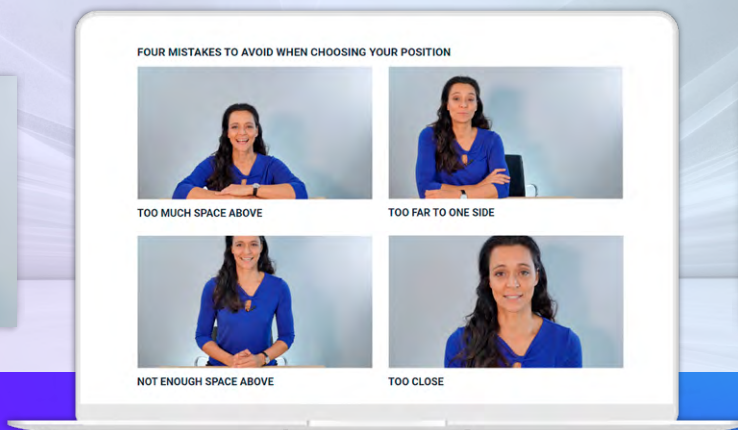 FOUR MISTAKES TO AVOID WHEN CHOOSING YOUR POSITION
TOO MUCH SPACE ABOVE
TOO FAR TO ONE SIDE
NOT ENOUGH SPACE ABOVE
TOO CLOSE